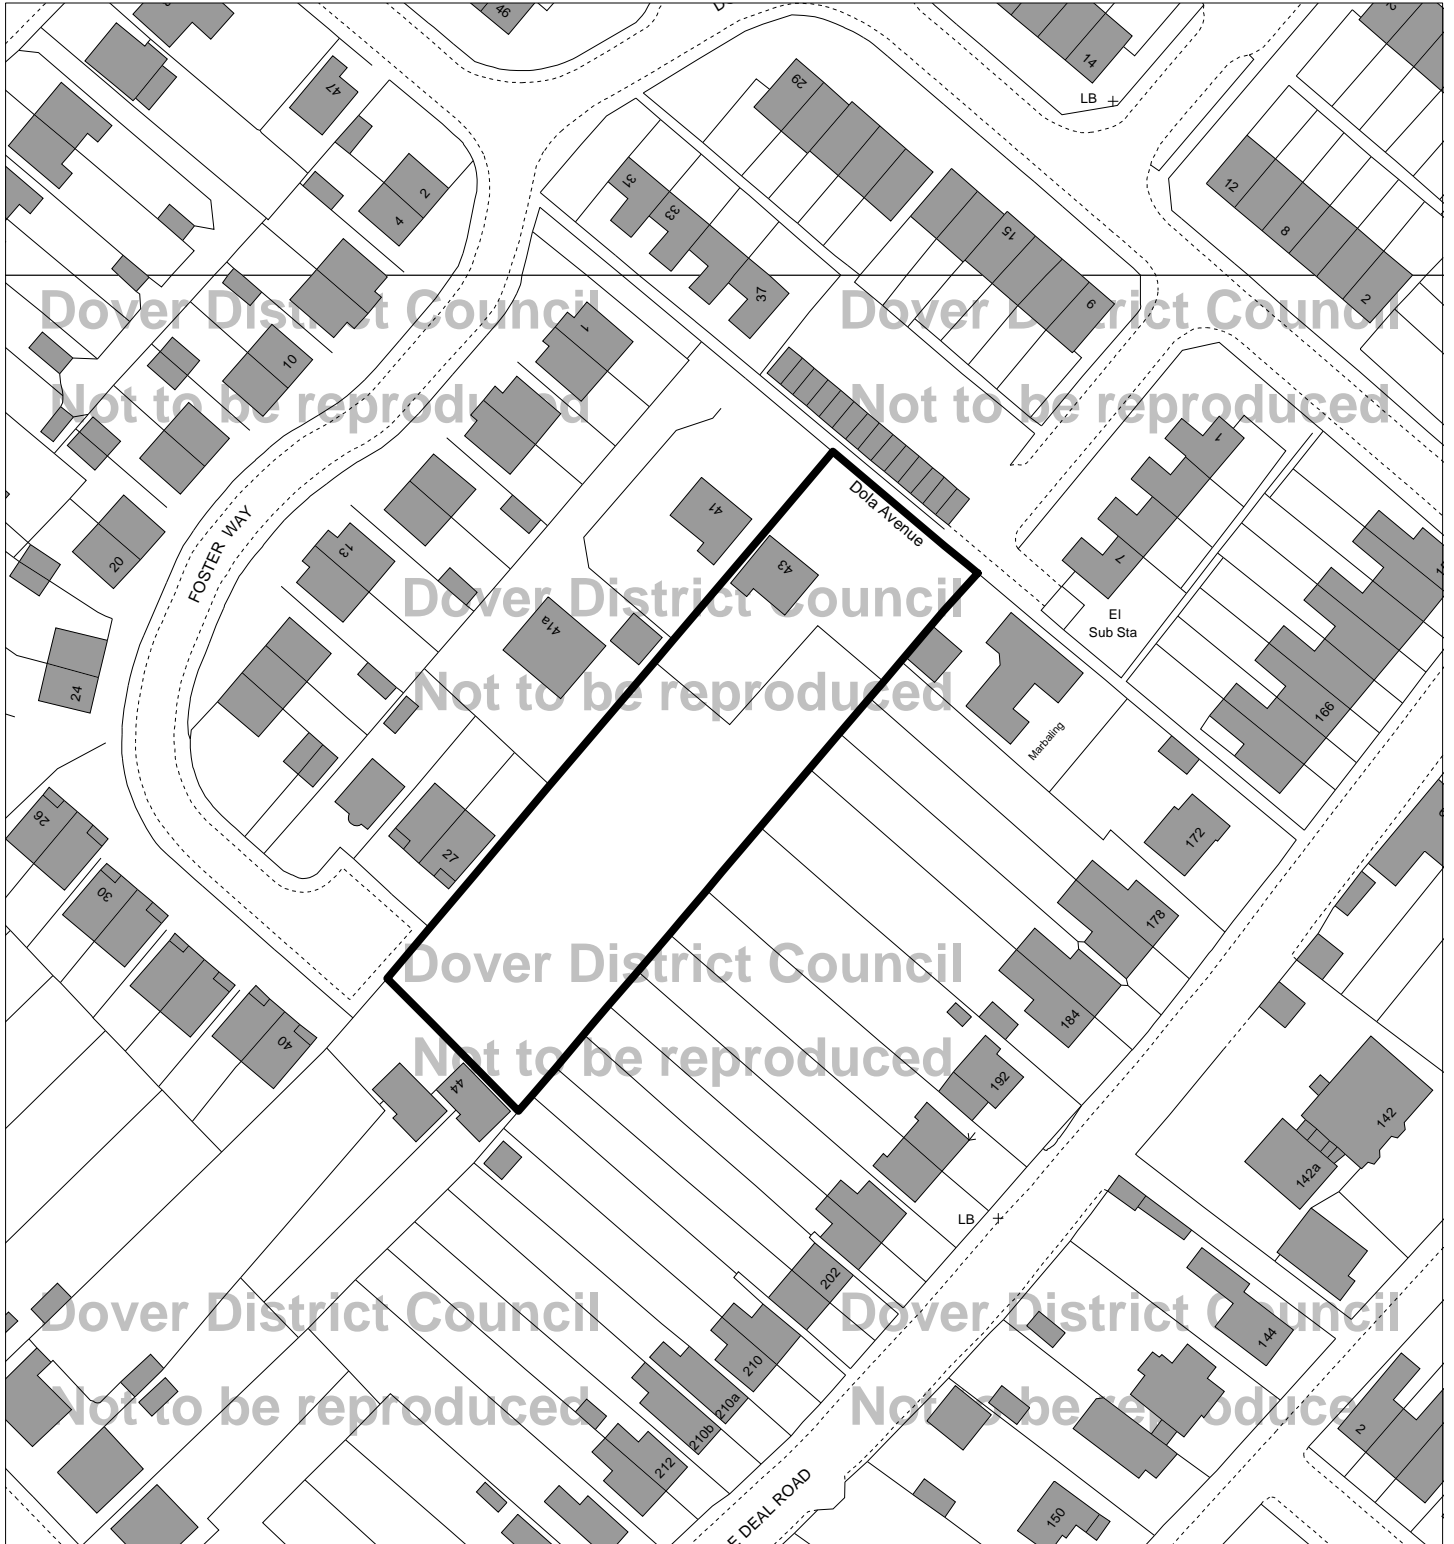 46
14
LB
47
29
2
4
31
33
15
12
8
2
37
6
1
10
Dover District Council
Dover District Council
Not to be reproduced
Not to be reproduced
1
41
Dola Avenue
FOSTER WAY
13
20
7
43
Dover District Council
El
Sub Sta
41a
24
Not to be reproduced
166
Marbaling
26
172
27
30
178
Dover District Council
184
40
Not to be reproduced
44
192
142
142a
LB
202
Dover District Council
Dover District Council
144
210
Not to be reproduced
Not to be reproduce
210a
210b
2
212
E DEAL ROAD
150